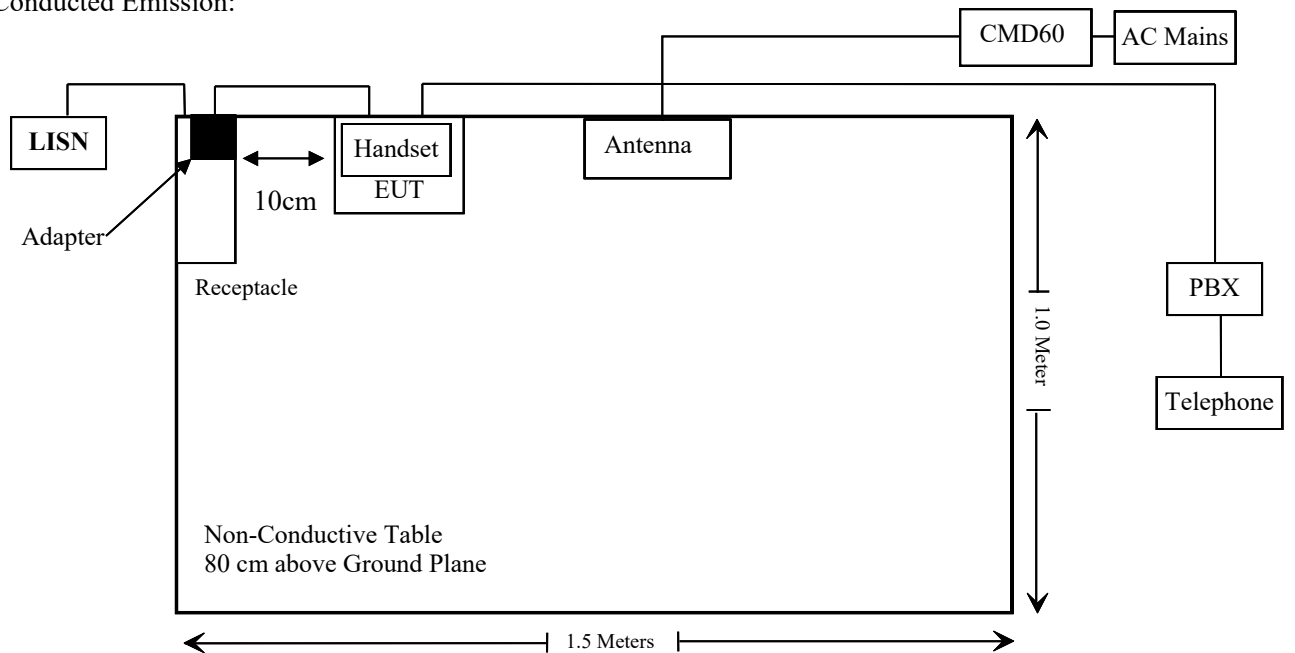 Conducted Emission:
CMD60
AC Mains
LISN
Handset
EUT
Antenna
10cm
Adapter
Receptacle
PBX
1.0 Meter
Telephone
Non-Conductive Table
80 cm above Ground Plane
1.5 Meters